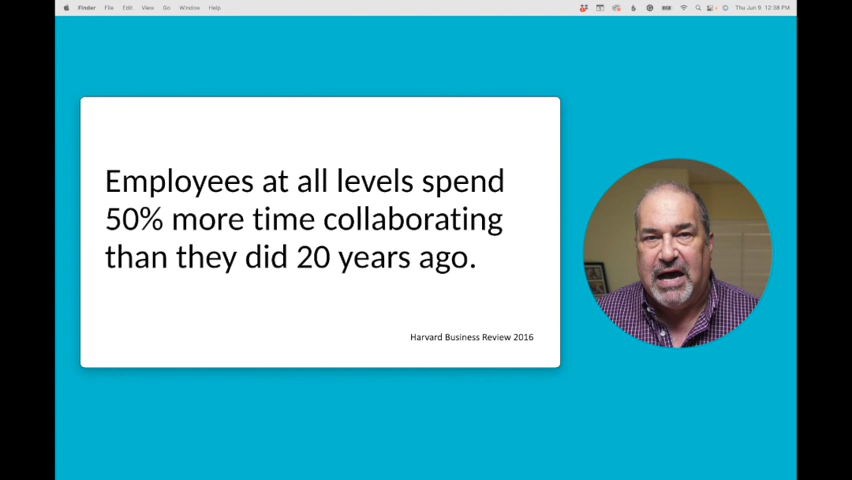 Finder File Edit View Go Window Help Thu Jun 9 12:38 PM
Employees at all levels spend
50% more time collaborating
than they did 20 years ago.
Harvard Business Review 2016